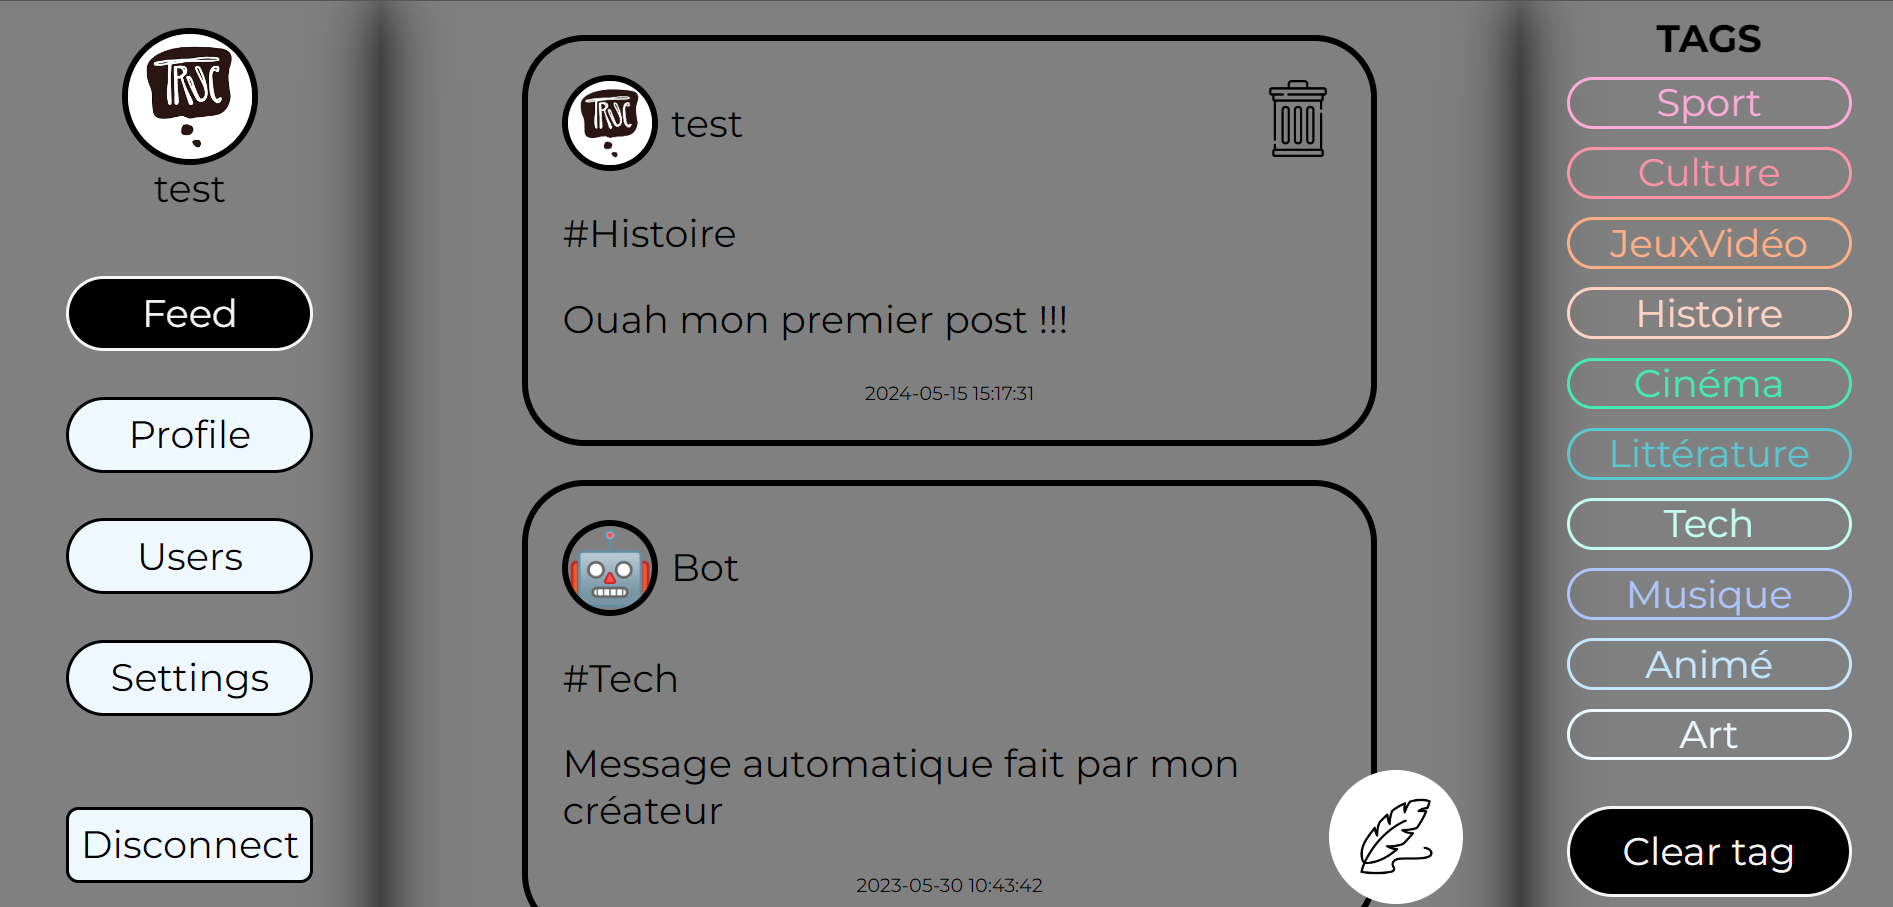 TRUC
test
Feed
Profile
Users
Settings
Disconnect
TRUC
test
#Histoire
Ouah mon premier post !!!
2024-05-15 15:17:31
Bot
#Tech
Message automatique fait par mon
créateur
2023-05-30 10:43:42
TAGS
Sport
Culture
JeuxVidéo
Histoire
Cinéma
Littérature
Tech
Musique
Animé
Art
Clear tag